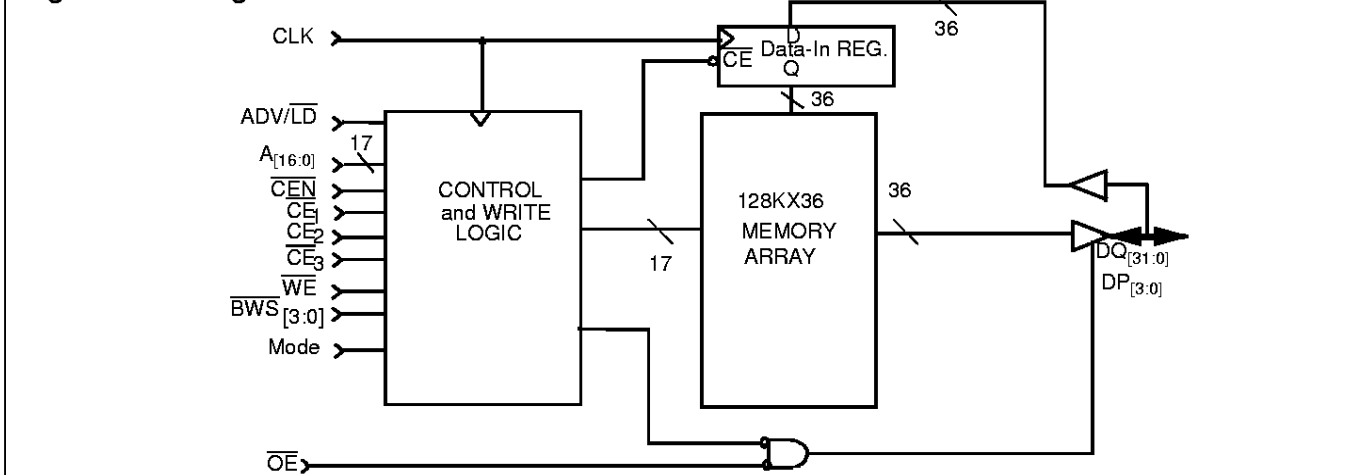 CLK
36
D
CE Data-In REG.
Q
36
ADV/LD
17
A[16:0]
CEN
CE1
CE2
CE3
WE
BWS[3:0]
Mode
CONTROL
and WRITE
LOGIC
17
128KX36
MEMORY
ARRAY
36
DQ[31:0]
DP[3:0]
OE